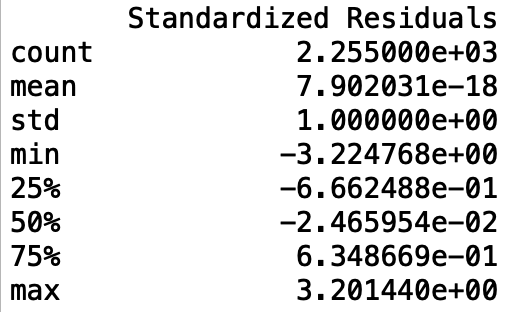 Standardized Residuals
count 2.255000e+03
mean 7.902031e-18
std 1.000000e+00
min -3.224768e+00
25% -6.662488e-01
50% -2.465954e-02
75% 6.348669e-01
max 3.201440e+00